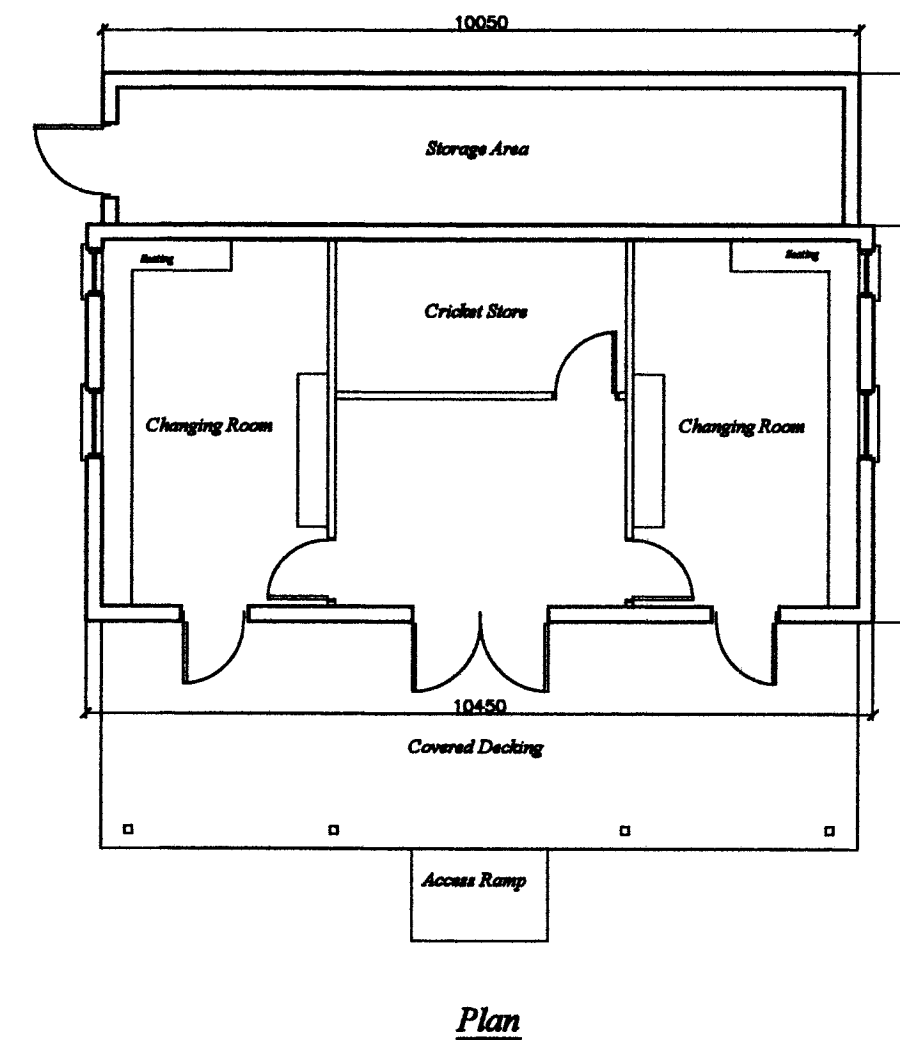 10050
Storage Area
Seating
Seating
Cricket Store
Changing Room
Changing Room
10450
Covered Decking
Access Ramp
Plan